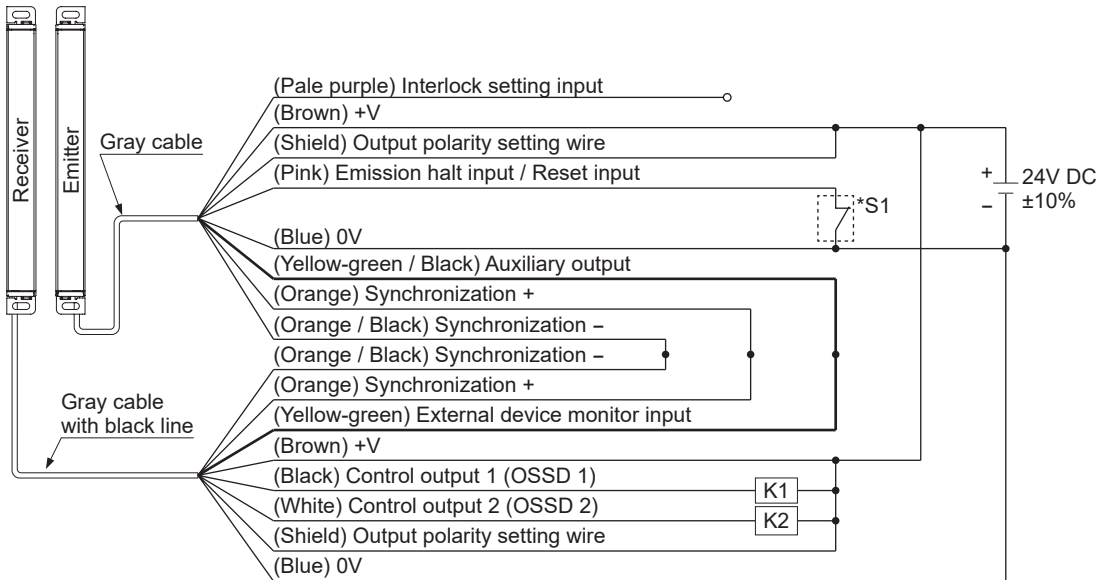 Receiver
Emitter
Gray cable
(Pale purple) Interlock setting input
(Brown) +V
(Shield) Output polarity setting wire
(Pink) Emission halt input / Reset input
*S1
+
–
24V DC
±10%
(Blue) 0V
(Yellow-green / Black) Auxiliary output
(Orange) Synchronization +
(Orange / Black) Synchronization –
(Orange / Black) Synchronization –
(Orange) Synchronization +
Gray cable
with black line
(Yellow-green) External device monitor input
(Brown) +V
(Black) Control output 1 (OSSD 1)
K1
(White) Control output 2 (OSSD 2)
K2
(Shield) Output polarity setting wire
(Blue) 0V